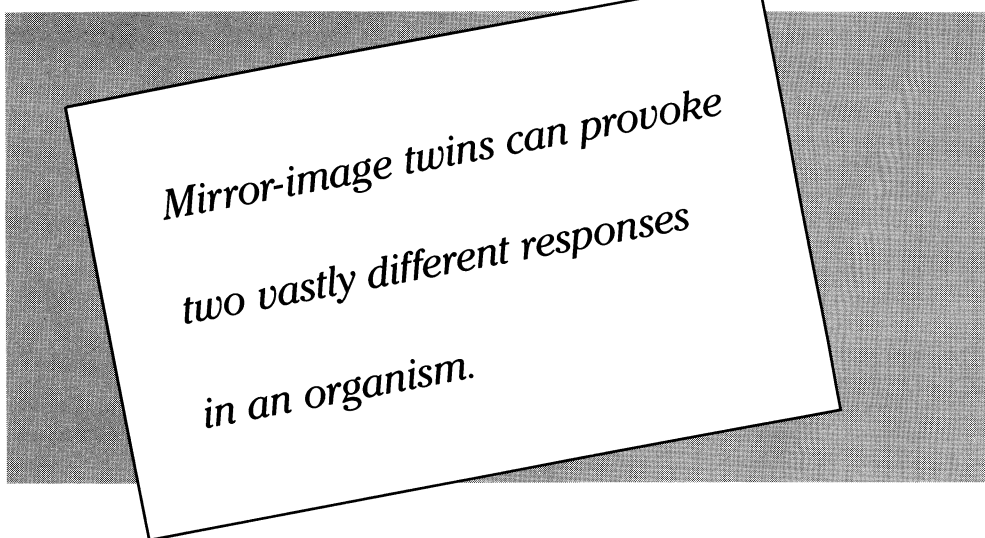 Mirror-image twins can provoke
two vastly different responses
in an organism.